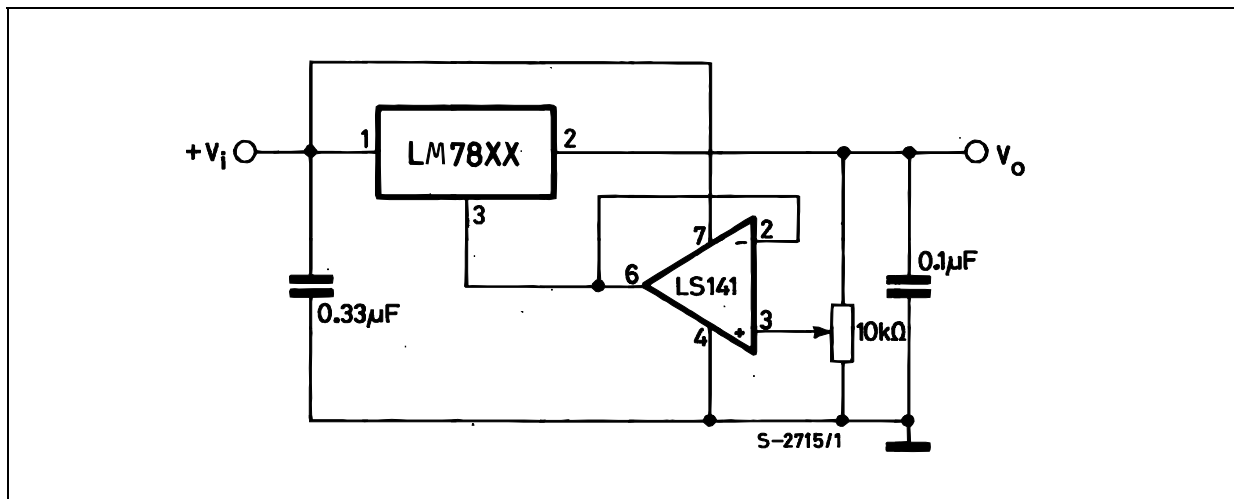 +Vi
1
LM78XX
2
Vo
3
7
2
-
6
LS141
0.1µF
0.33µF
4
+
3
10kΩ
S-2715/1